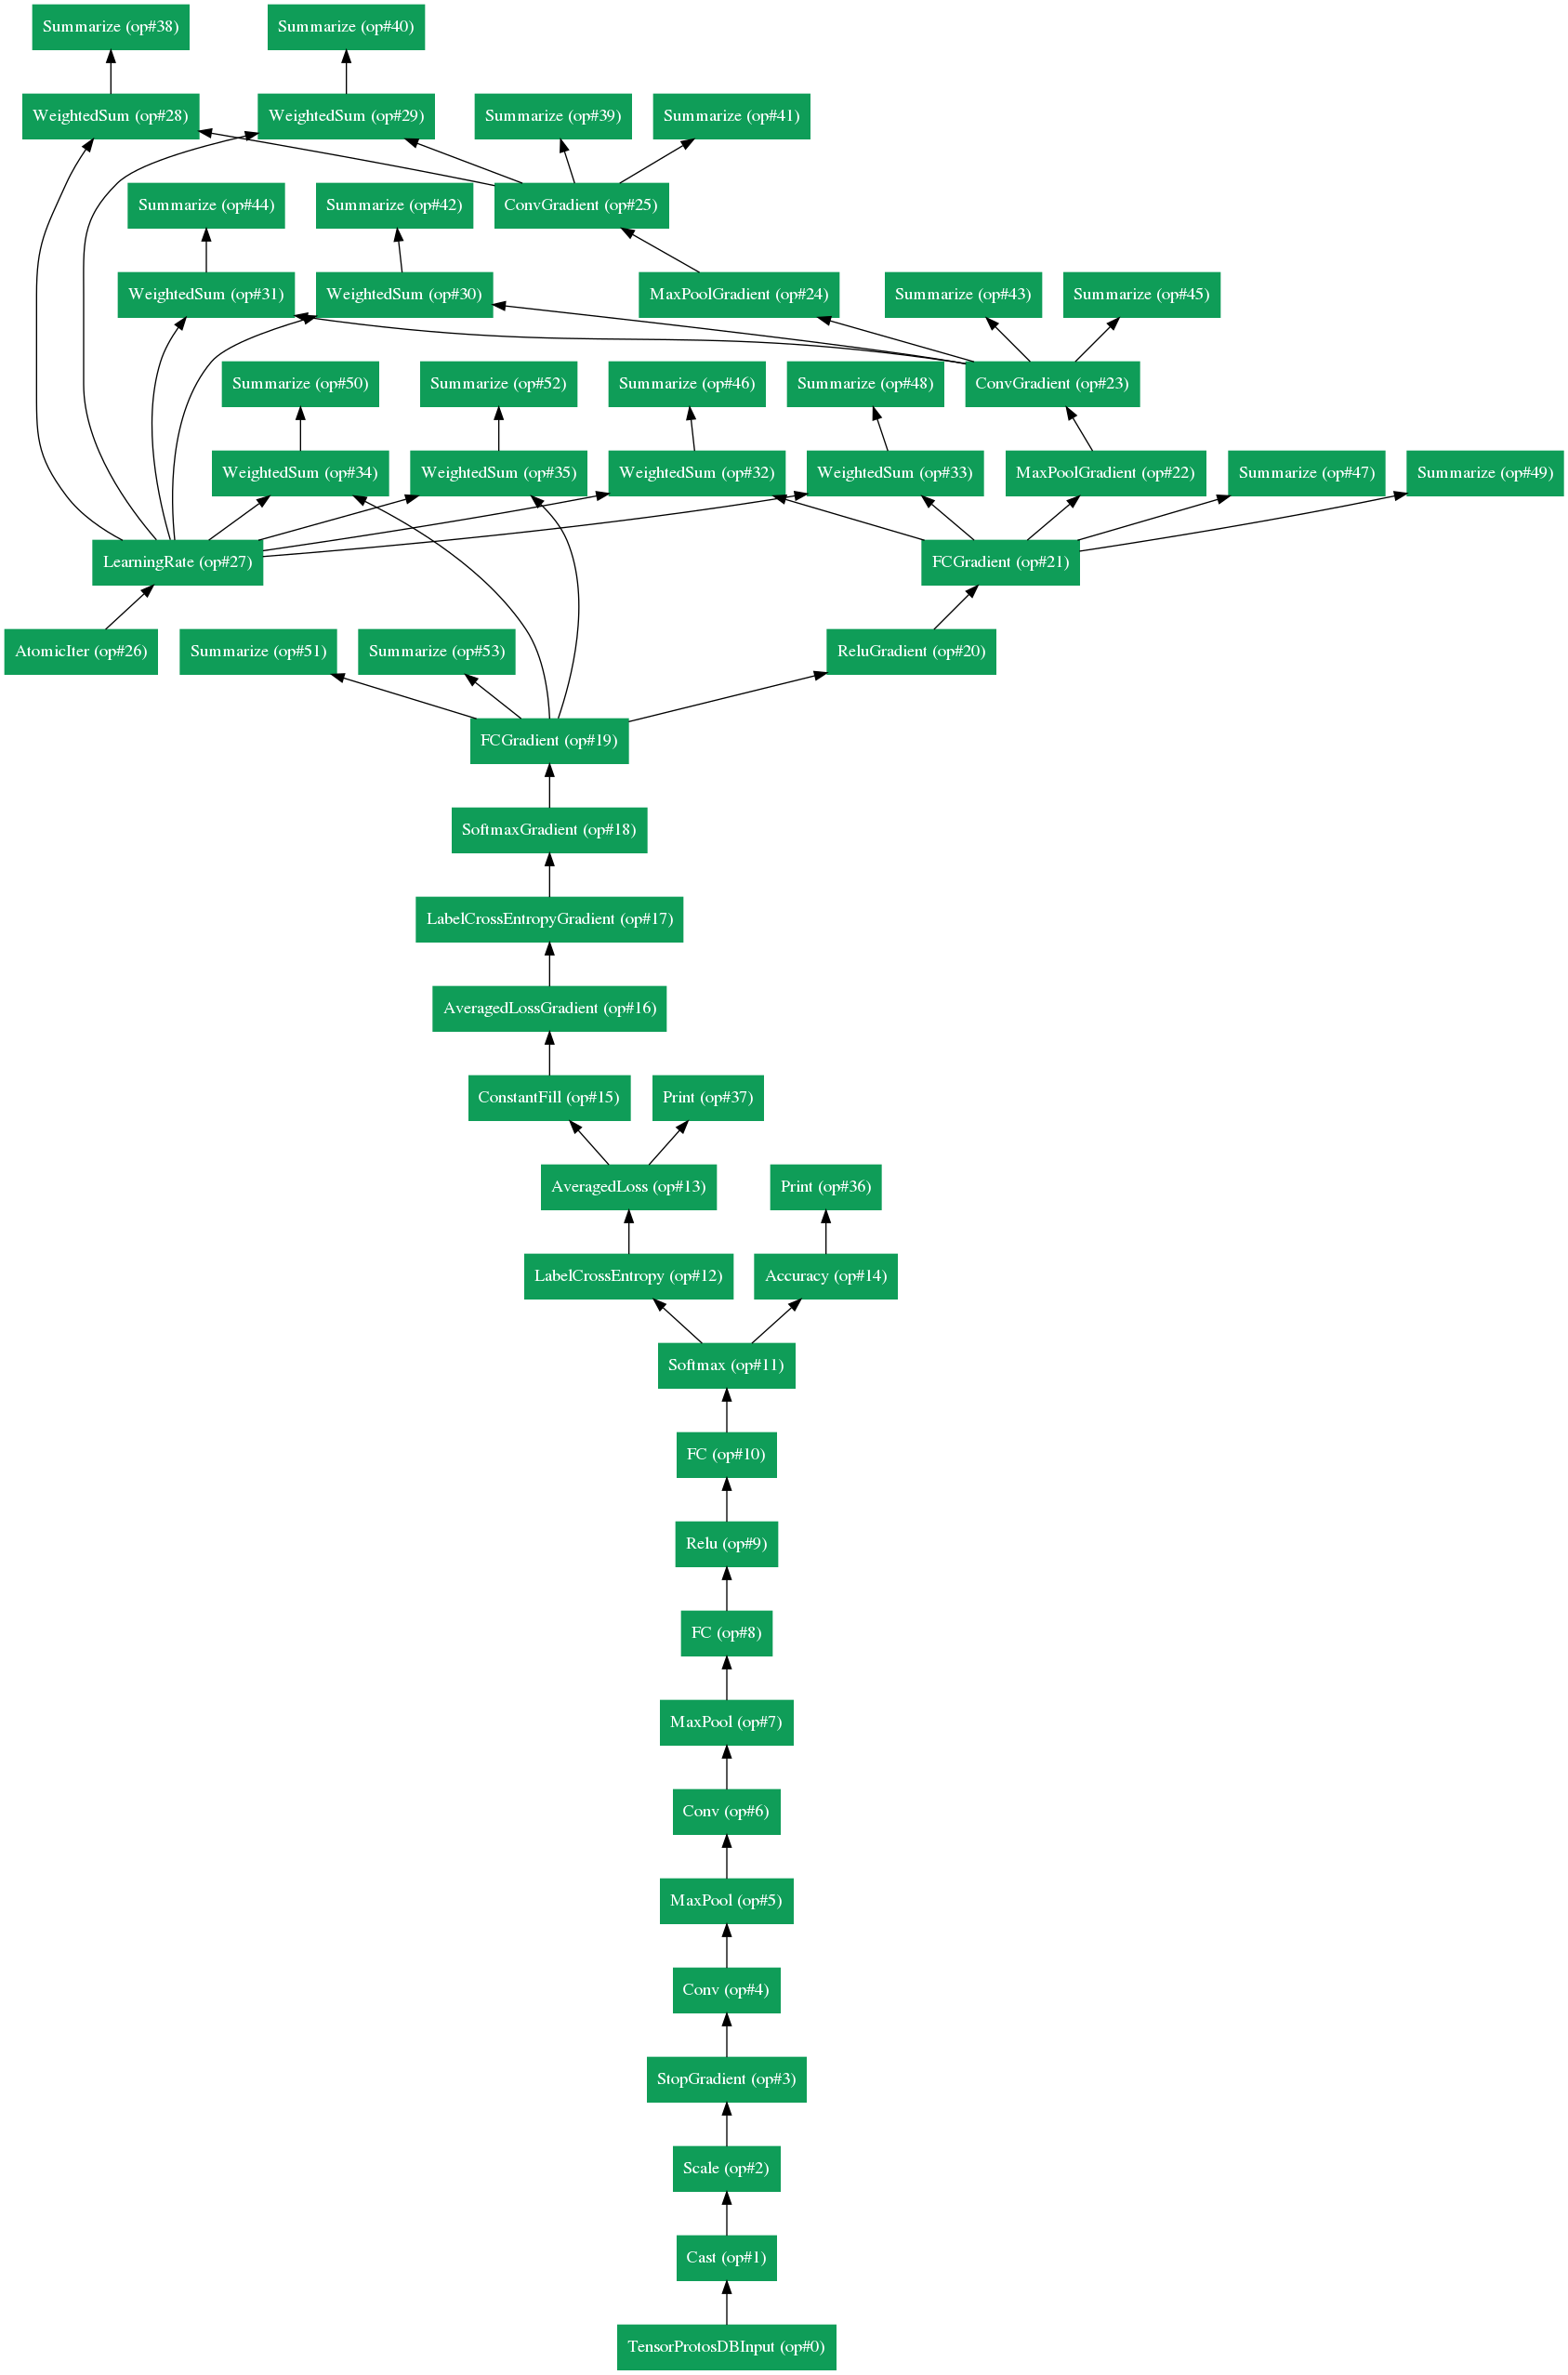 Summarize (op#38)
Summarize (op#40)
WeightedSum (op#28)
WeightedSum (op#29)
Summarize (op#39)
Summarize (op#41)
Summarize (op#44)
Summarize (op#42)
ConvGradient (op#25)
WeightedSum (op#31)
WeightedSum (op#30)
MaxPoolGradient (op#24)
Summarize (op#43)
Summarize (op#45)
Summarize (op#50)
Summarize (op#52)
Summarize (op#46)
Summarize (op#48)
ConvGradient (op#23)
WeightedSum (op#34)
WeightedSum (op#35)
WeightedSum (op#32)
WeightedSum (op#33)
MaxPoolGradient (op#22)
Summarize (op#47)
Summarize (op#49)
LearningRate (op#27)
FCGradient (op#21)
AtomicIter (op#26)
Summarize (op#51)
Summarize (op#53)
ReluGradient (op#20)
FCGradient (op#19)
SoftmaxGradient (op#18)
LabelCrossEntropyGradient (op#17)
AveragedLossGradient (op#16)
ConstantFill (op#15)
Print (op#37)
AveragedLoss (op#13)
Print (op#36)
LabelCrossEntropy (op#12)
Accuracy (op#14)
Softmax (op#11)
FC (op#10)
Relu (op#9)
FC (op#8)
MaxPool (op#7)
Conv (op#6)
MaxPool (op#5)
Conv (op#4)
StopGradient (op#3)
Scale (op#2)
Cast (op#1)
TensorProtosDBInput (op#0)